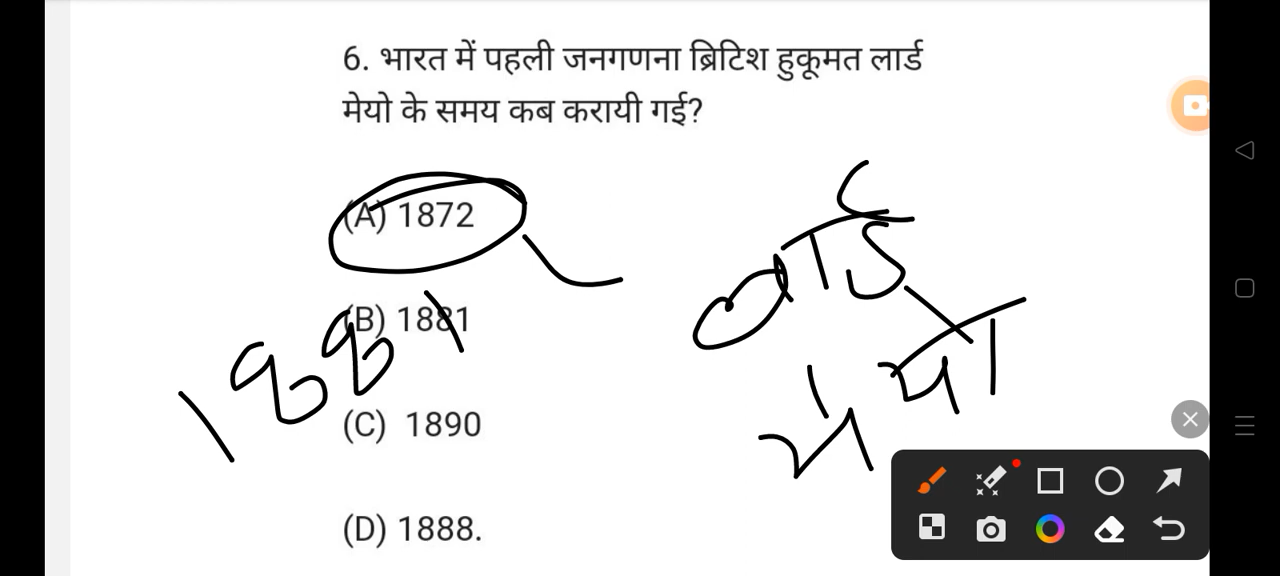 6. भारत में पहली जनगणना ब्रिटिश हुकूमत लार्ड
मेयो के समय कब करायी गई?
(A) 1872
(B) 1881
(C) 1890
(D) 1888.
1881
लार्ड